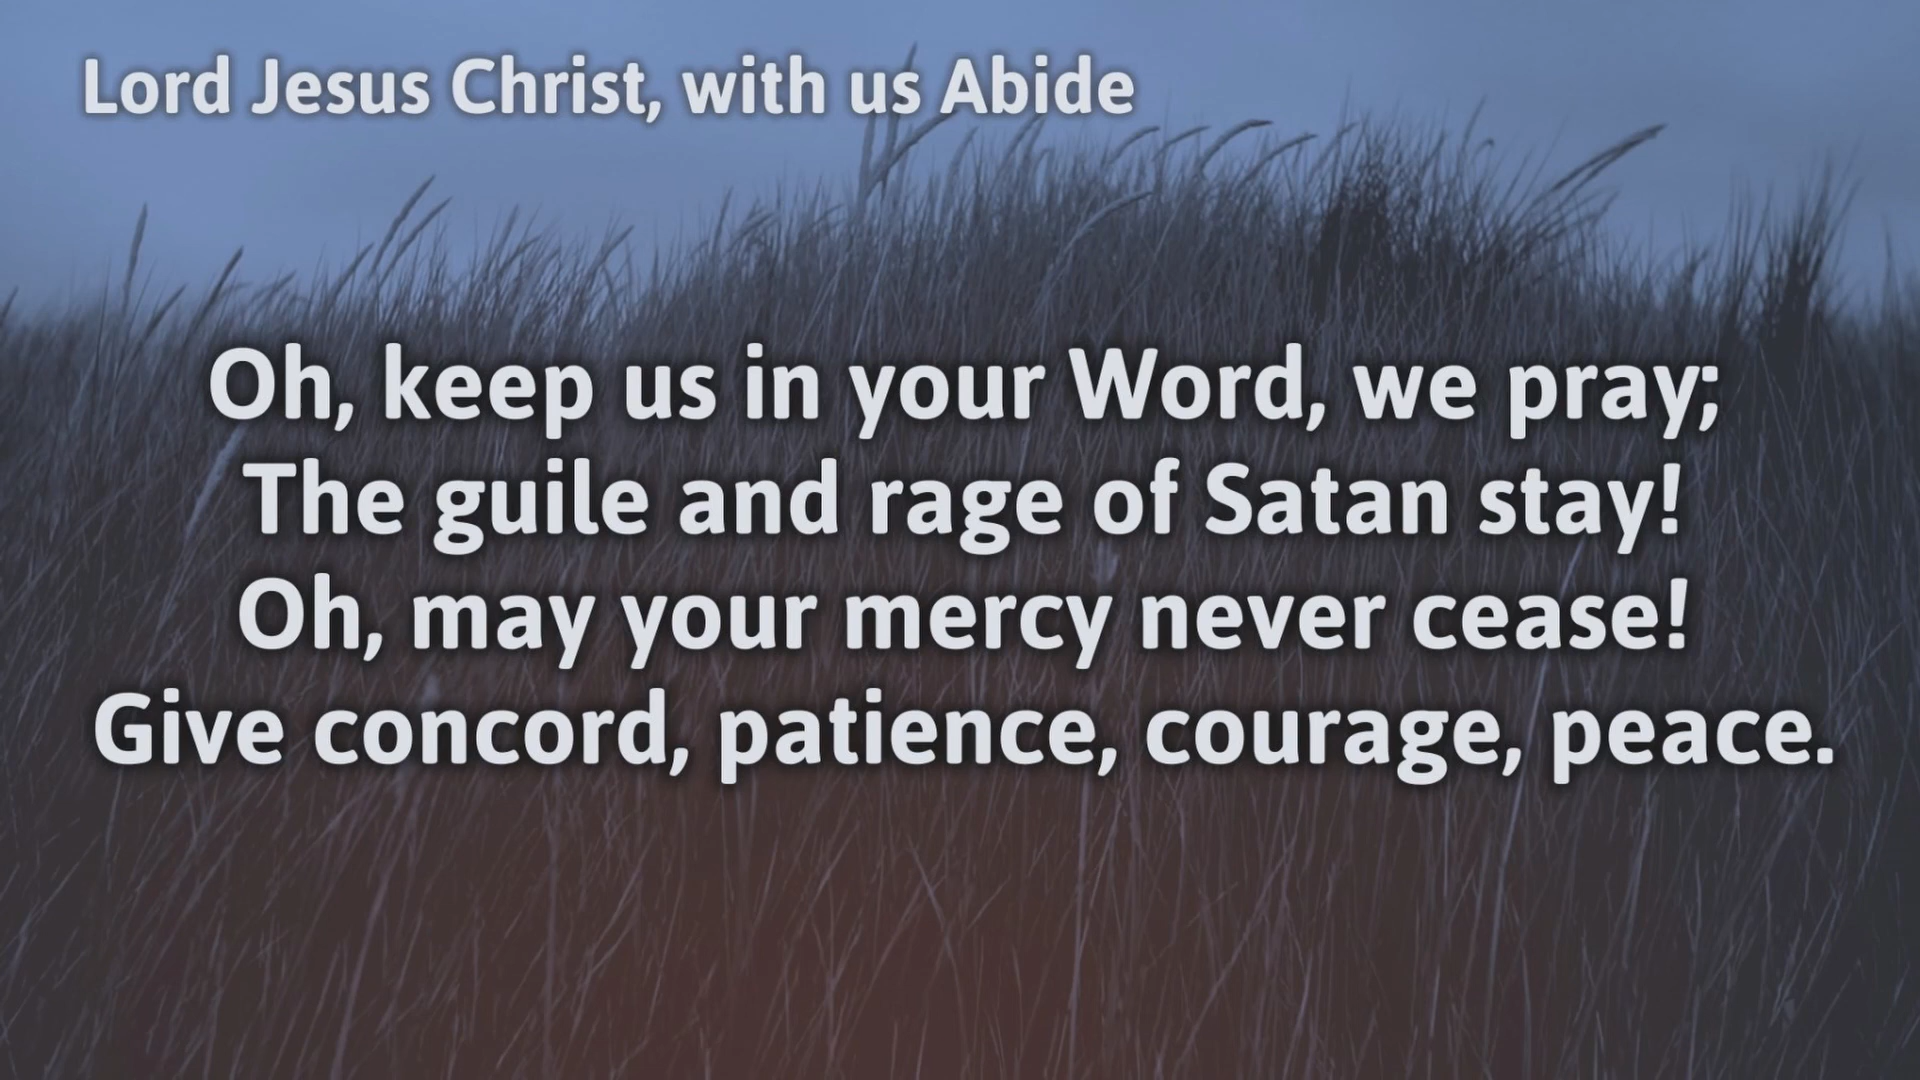 Lord Jesus Christ, with us Abide
Oh, keep us in your Word, we pray;
The guile and rage of Satan stay!
Oh, may your mercy never cease!
Give concord, patience, courage, peace.